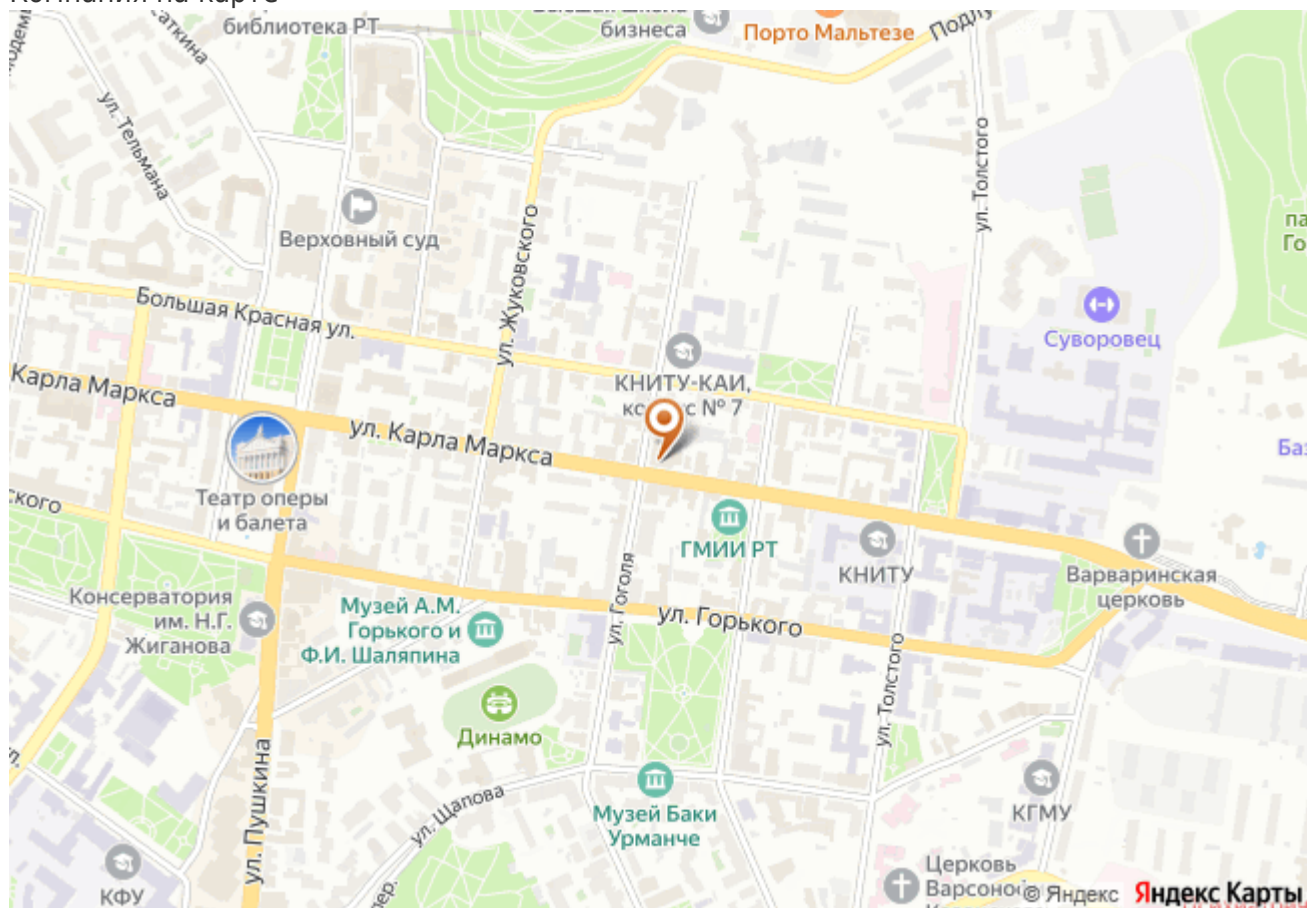 Компания на карте
библиотека РТ
бизнеса
Порто Мальтезе
ул. Тельмана
ул. Толстого
Верховный суд
ул. Жуковского
Большая Красная ул.
Суворовец
КНИТУ-КАИ,
№ 7
Карла Маркса
ул. Карла Маркса
Театр оперы
и балета
ГМИИ РТ
КНИТУ
Варваринская
церковь
Консерватория
им. Н.Г.
Жиганова
Музей А.М.
Горького и
Ф.И. Шаляпина
ул. Гоголя
ул. Горького
ул. Толстого
Динамо
ул. Пушкина
ул. Щапова
Музей Баки
Урманче
КГМУ
КФУ
Церковь
© Яндекс
Яндекс Карты